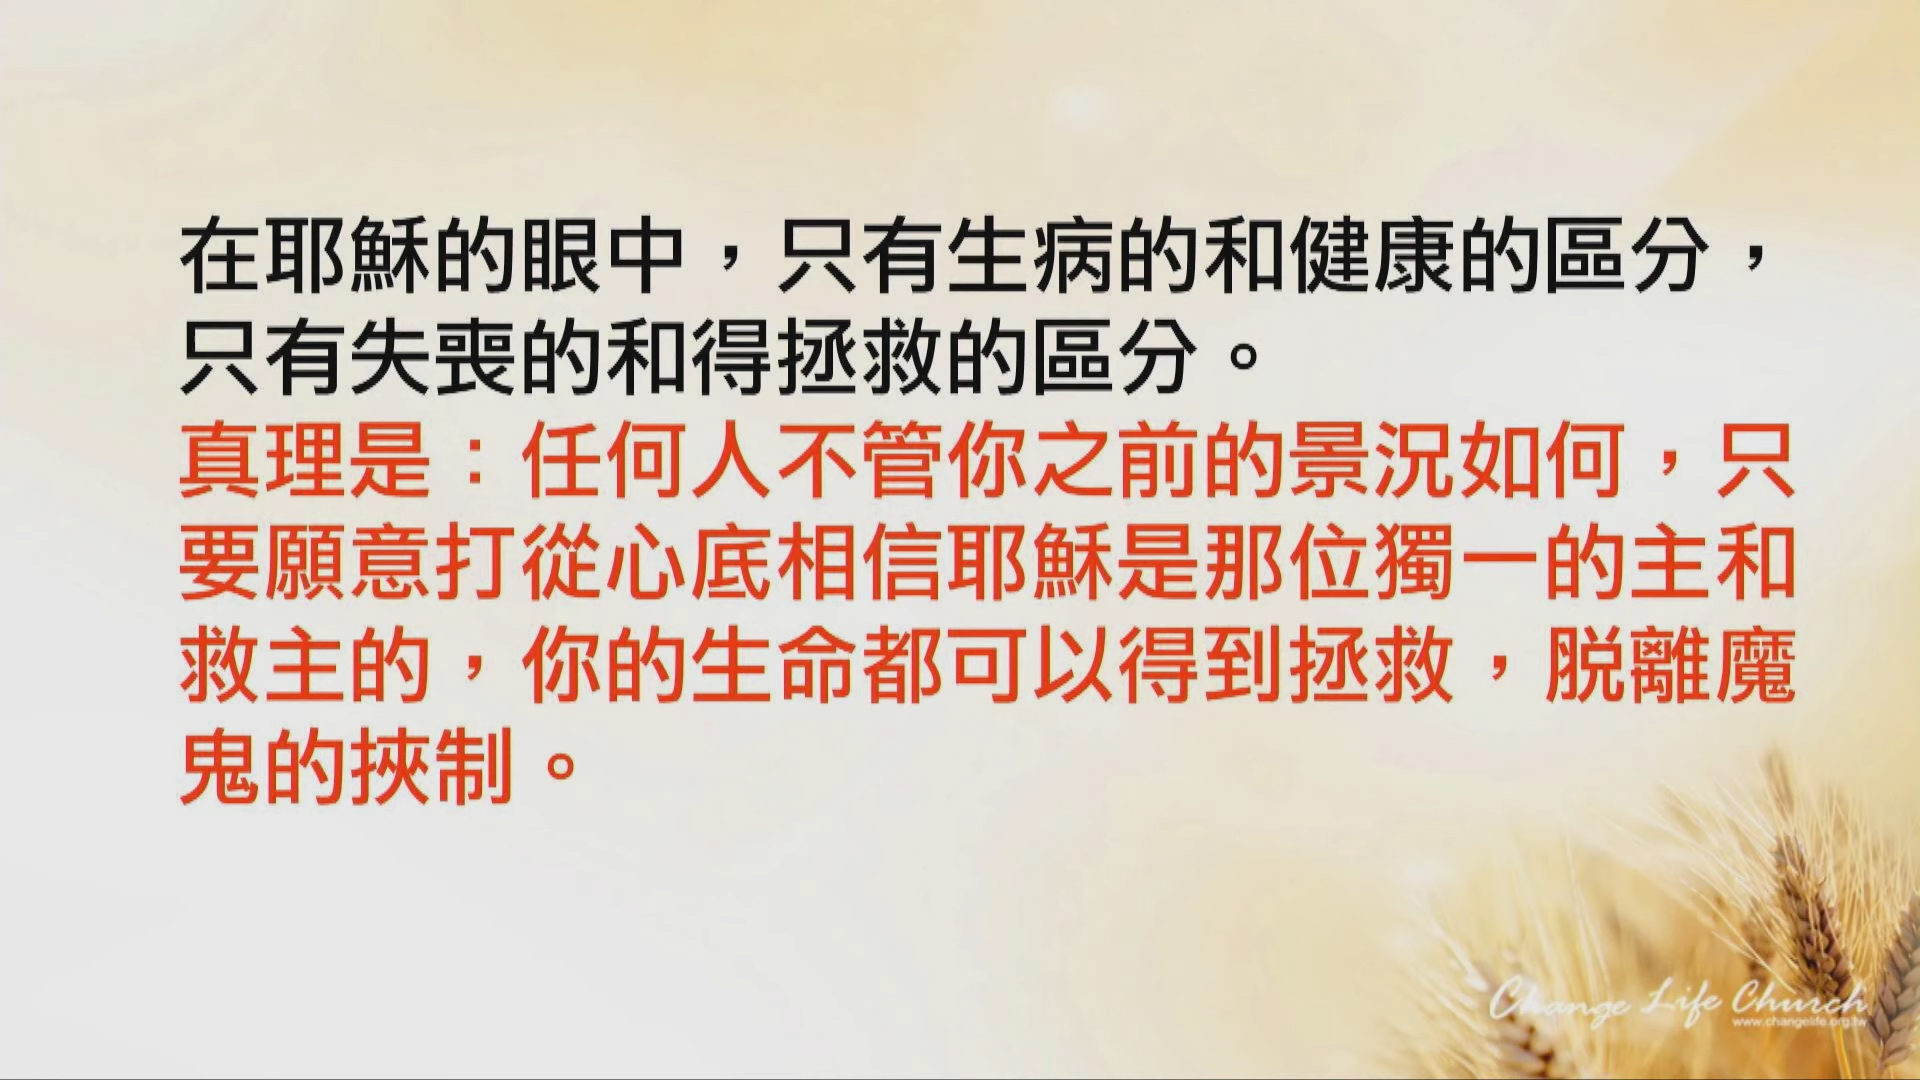 在耶穌的眼中，只有生病的和健康的區分，
只有失喪的和得拯救的區分。
真理是：任何人不管你之前的景況如何，只
要願意打從心底相信耶穌是那位獨一的主和
救主的，你的生命都可以得到拯救，脫離魔
鬼的挾制。
Change Life Church
www.changelife.org.tw